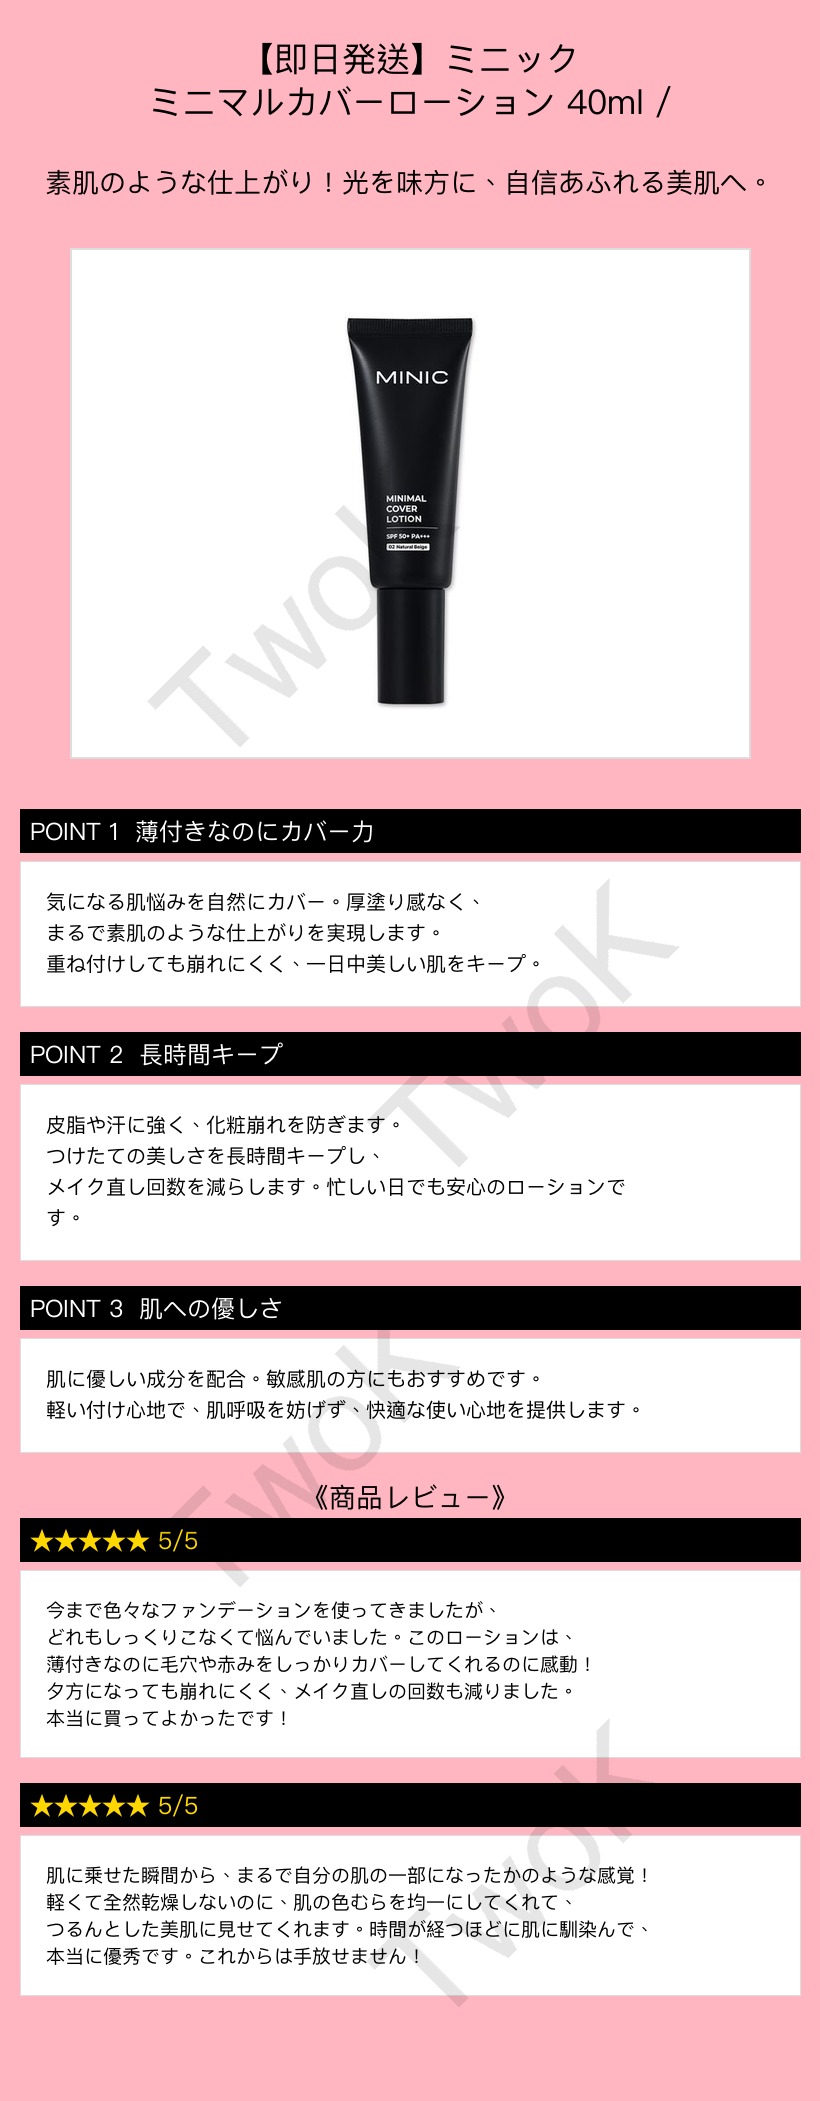 【即日発送】ミニック
ミニマルカバーローション 40ml /
素肌のような仕上がり！光を味方に、自信あふれる美肌へ。
MINIC
MINIMAL
COVER
LOTION
SPF 50+ PA+++
02 Natural Beige
TwoK
POINT 1 薄付きなのにカバー力
気になる肌悩みを自然にカバー。厚塗り感なく、
まるで素肌のような仕上がりを実現します。
重ね付けしても崩れにくく、一日中美しい肌をキープ。
TwoK
POINT 2 長時間キープ
皮脂や汗に強く、化粧崩れを防ぎます。
つけたての美しさを長時間キープし、
メイク直し回数を減らします。忙しい日でも安心のローションで
す。
POINT 3 肌への優しさ
肌に優しい成分を配合。敏感肌の方にもおすすめです。
軽い付け心地で、肌呼吸を妨げず、快適な使い心地を提供します。
TwoK
《商品レビュー》
★★★★★ 5/5
今まで色々なファンデーションを使ってきましたが、
どれもしっくりこなくて悩んでいました。このローションは、
薄付きなのに毛穴や赤みをしっかりカバーしてくれるのに感動！
夕方になっても崩れにくく、メイク直しの回数も減りました。
本当に買ってよかったです！
★★★★★ 5/5
肌に乗せた瞬間から、まるで自分の肌の一部になったかのような感覚！
軽くて全然乾燥しないのに、肌の色むらを均一にしてくれて、
つるんとした美肌に見せてくれます。時間が経つほどに肌に馴染んで、
本当に優秀です。これからは手放せません！
TwoK